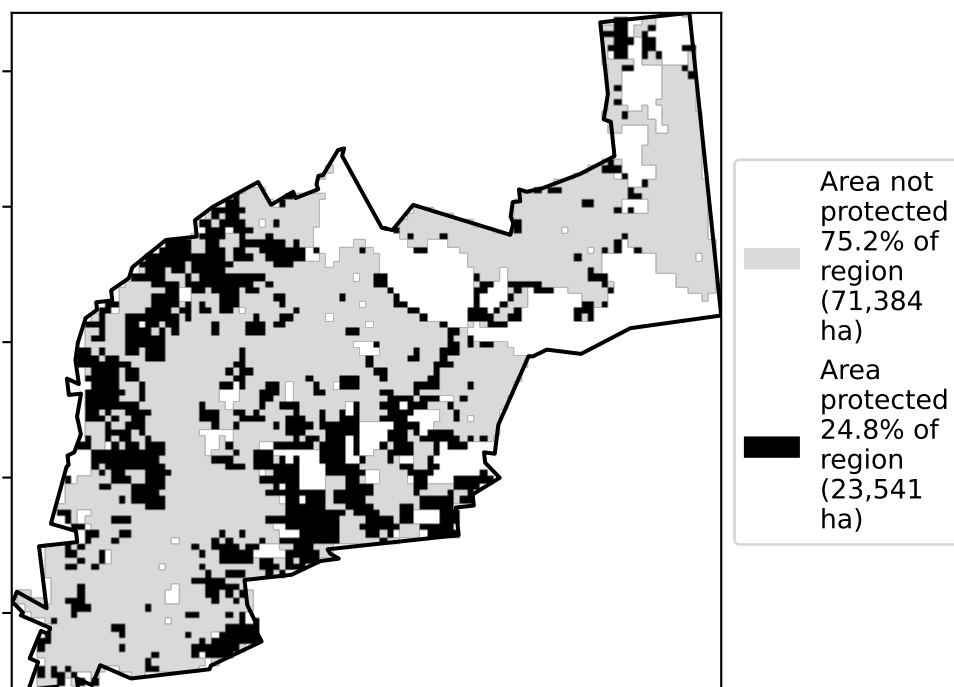 Area not
protected
75.2% of
region
(71,384
ha)
Area
protected
24.8% of
region
(23,541
ha)